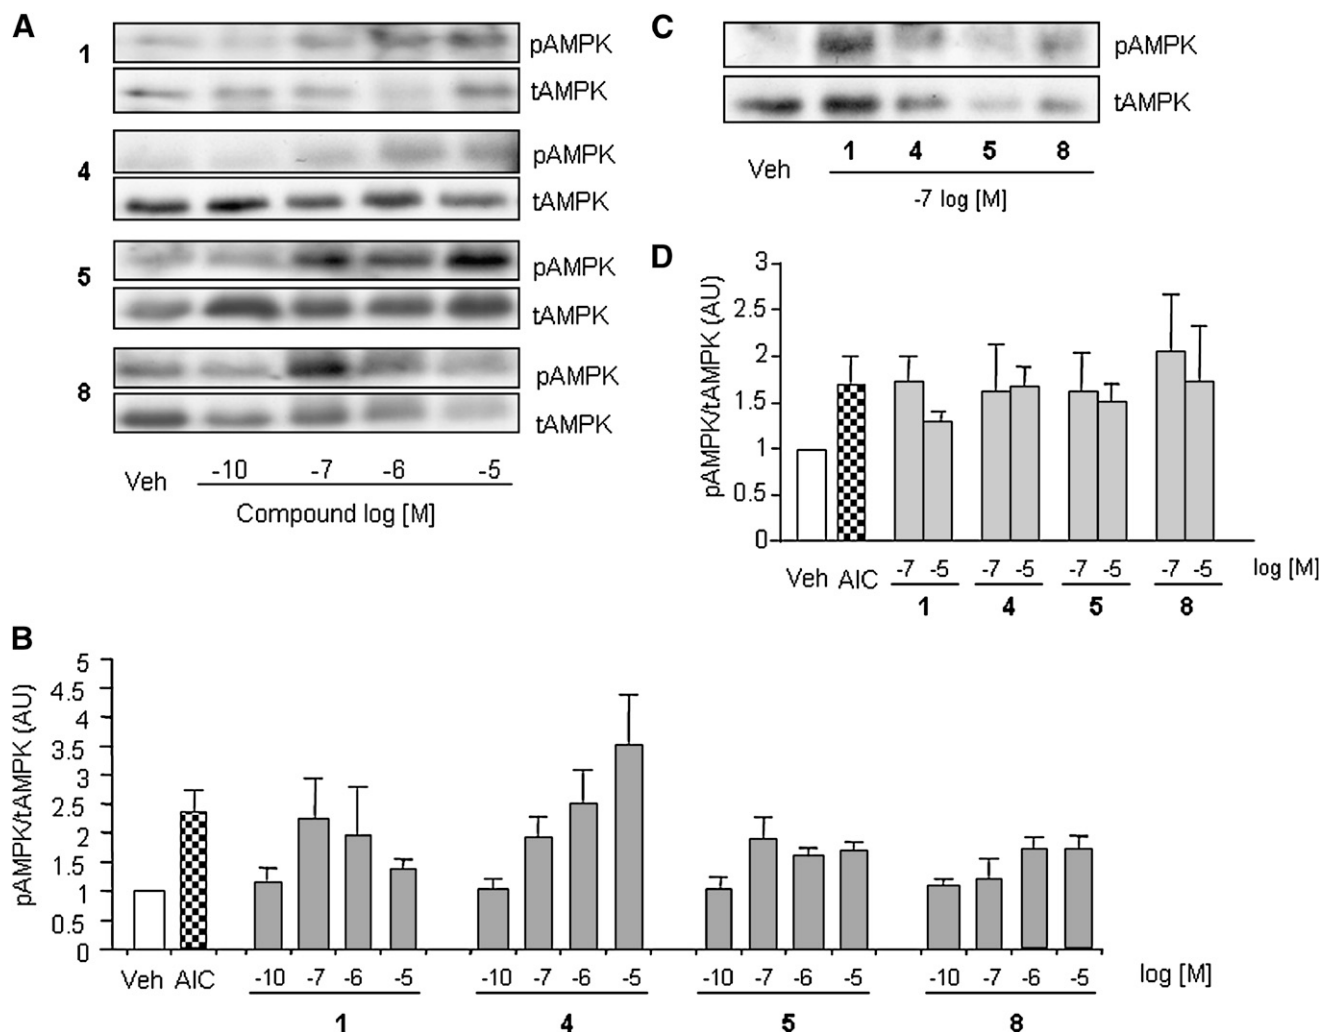 A
1
pAMPK
tAMPK
4
pAMPK
tAMPK
5
pAMPK
tAMPK
8
pAMPK
tAMPK
Veh -10 -7 -6 -5
Compound log [M]
C
pAMPK
tAMPK
Veh 1 4 5 8
-7 log [M]
D
pAMPK/tAMPK (AU)
3
2.5
2
1.5
1
0.5
0
Veh AIC -7 -5 -7 -5 -7 -5 -7 -5 log [M]
1 4 5 8
B
pAMPK/tAMPK (AU)
5
4.5
4
3.5
3
2.5
2
1.5
1
0.5
0
Veh AIC -10 -7 -6 -5 -10 -7 -6 -5 -10 -7 -6 -5 -10 -7 -6 -5 log [M]
1 4 5 8